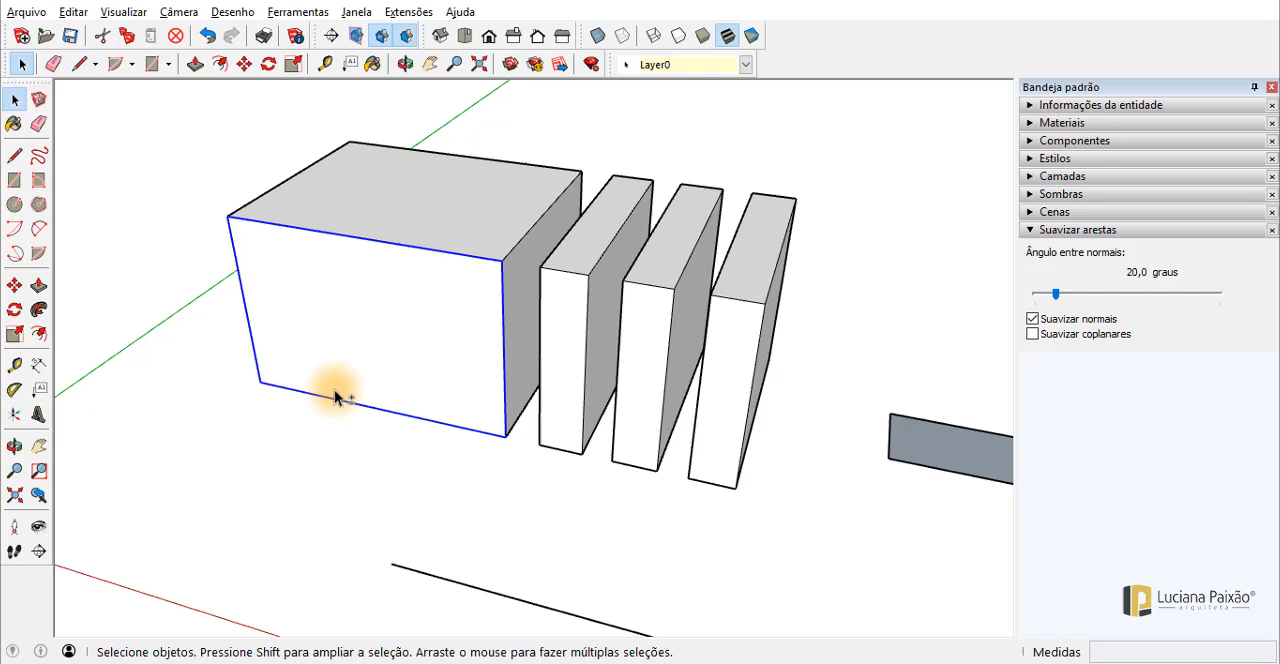 Arquivo Editar Visualizar Câmera Desenho Ferramentas Janela Extensões Ajuda
Layer0
Bandeja padrão
Informações da entidade
Materiais
Componentes
Estilos
Camadas
Sombras
Cenas
Suavizar arestas
Ângulo entre normais:
20,0 graus
Suavizar normais
Suavizar coplanares
Luciana Paixão®
arquiteta
Selecione objetos. Pressione Shift para ampliar a seleção. Arraste o mouse para fazer múltiplas seleções.
Medidas